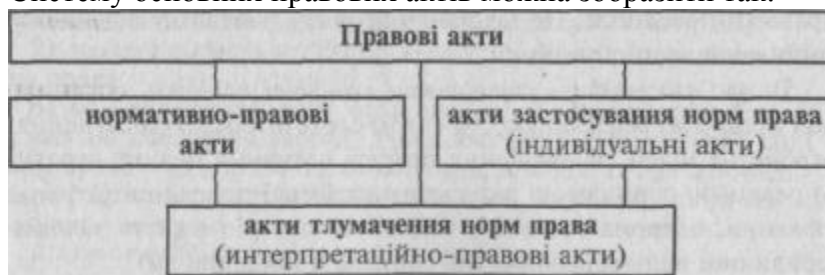 Систему основних правових актів можна зобразити так:
Правові акти
нормативно-правові
акти
акти застосування норм права
(індивідуальні акти)
акти тлумачення норм права
(интерпретаційно-правові акти)